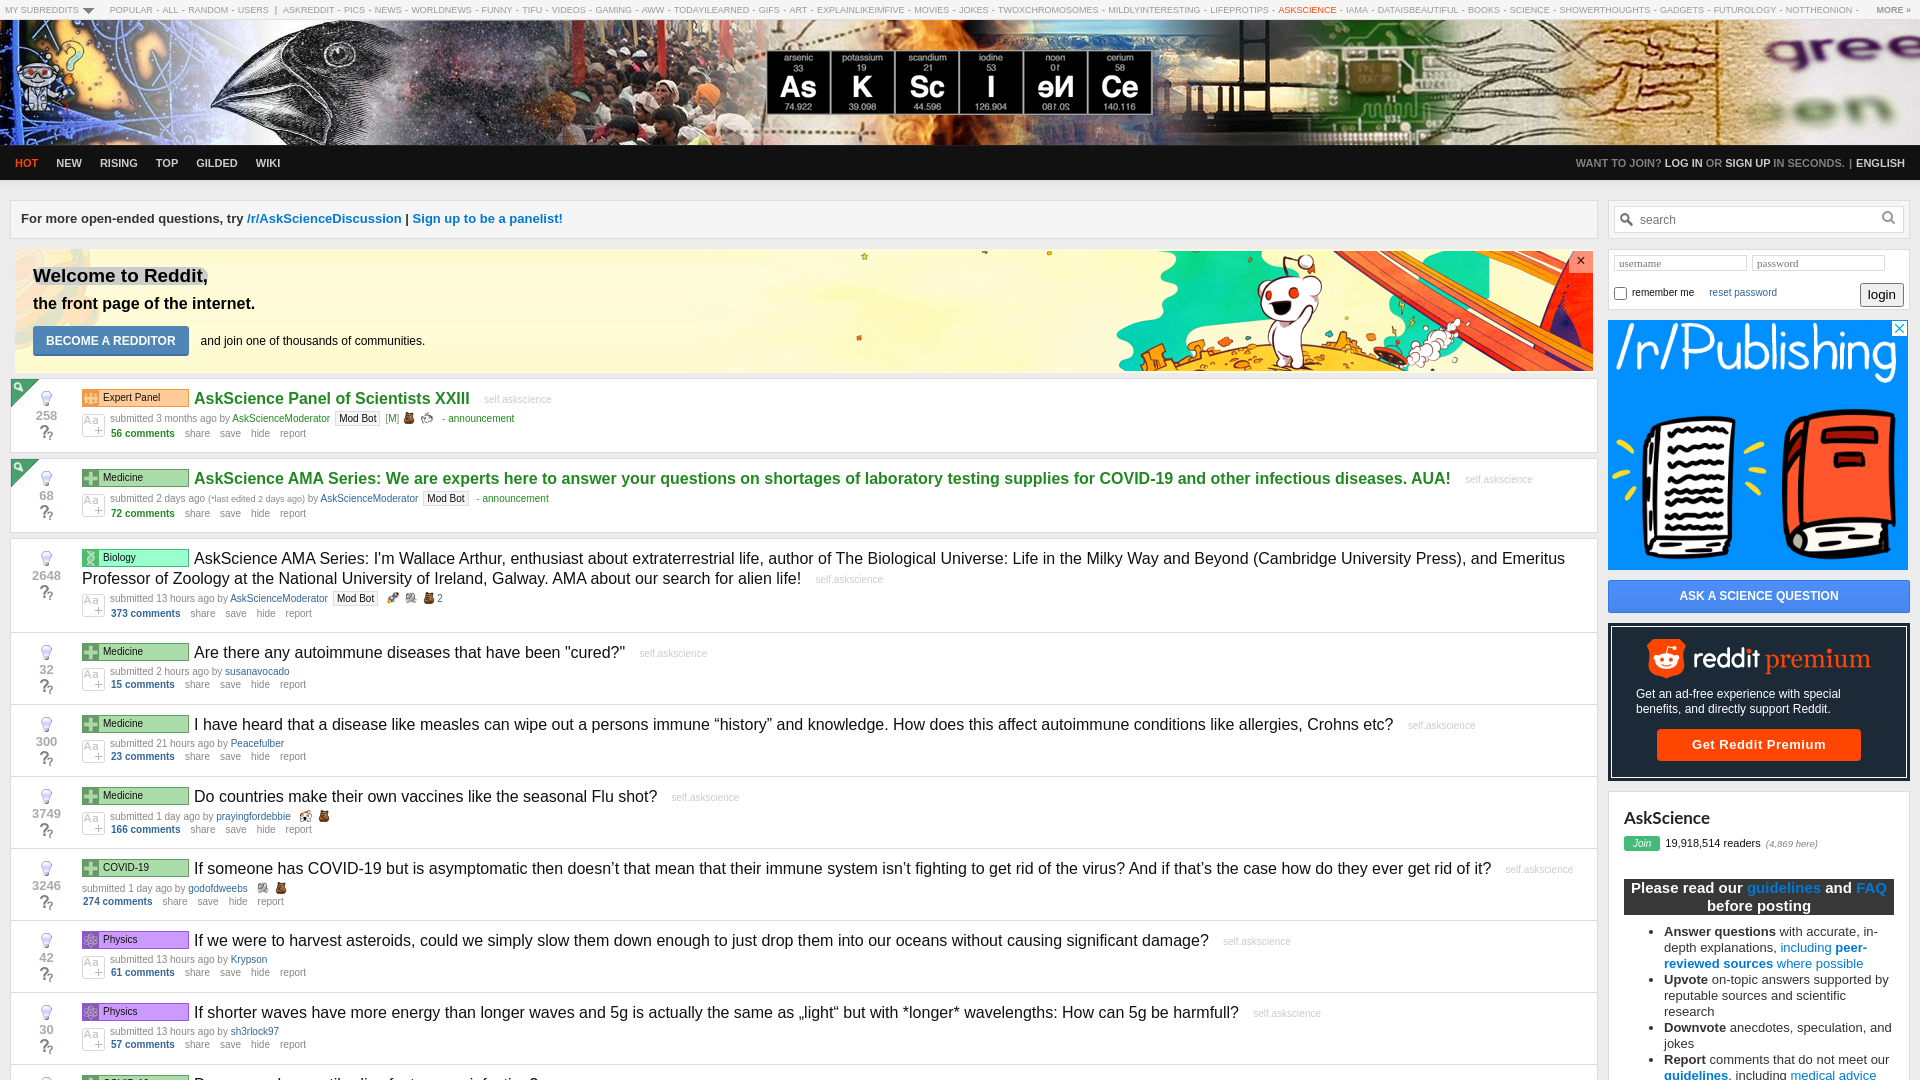 MY SUBREDDITS POPULAR - ALL - RANDOM - USERS | ASKREDDIT - PICS - NEWS - WORLDNEWS - FUNNY - TIFU - VIDEOS - GAMING - AWW - TODAYILEARNED - GIFS - ART - EXPLAINLIKEIMFIVE - MOVIES - JOKES - TWOXCHROMOSOMES - MILDLYINTERESTING - LIFEPROTIPS - ASKSCIENCE - IAMA - DATAISBEAUTIFUL - BOOKS - SCIENCE - SHOWERTHOUGHTS - GADGETS - FUTUROLOGY - NOTTHEONION - MORE »
arsenic potassium scandium iodine neon cerium
33 19 21 53 10 58
As K Sc I Ne Ce
74.922 39.098 44.596 126.904 20.1080 140.116
HOT NEW RISING TOP GILDED WIKI
WANT TO JOIN? LOG IN OR SIGN UP IN SECONDS. | ENGLISH
For more open-ended questions, try /r/AskScienceDiscussion | Sign up to be a panelist!
Welcome to Reddit,
the front page of the internet.
BECOME A REDDITOR and join one of thousands of communities.
×
258
Expert Panel AskScience Panel of Scientists XXIII self.askscience
submitted 3 months ago by AskScienceModerator Mod Bot [M] - announcement
56 comments share save hide report
68
Medicine AskScience AMA Series: We are experts here to answer your questions on shortages of laboratory testing supplies for COVID-19 and other infectious diseases. AUA! self.askscience
submitted 2 days ago (*last edited 2 days ago) by AskScienceModerator Mod Bot - announcement
72 comments share save hide report
2648
Biology AskScience AMA Series: I'm Wallace Arthur, enthusiast about extraterrestrial life, author of The Biological Universe: Life in the Milky Way and Beyond (Cambridge University Press), and Emeritus
Professor of Zoology at the National University of Ireland, Galway. AMA about our search for alien life! self.askscience
submitted 13 hours ago by AskScienceModerator Mod Bot 2
373 comments share save hide report
32
Medicine Are there any autoimmune diseases that have been "cured?" self.askscience
submitted 2 hours ago by susanavocado
15 comments share save hide report
300
Medicine I have heard that a disease like measles can wipe out a persons immune “history” and knowledge. How does this affect autoimmune conditions like allergies, Crohns etc? self.askscience
submitted 21 hours ago by Peacefulber
23 comments share save hide report
3749
Medicine Do countries make their own vaccines like the seasonal Flu shot? self.askscience
submitted 1 day ago by prayingfordebbie
166 comments share save hide report
3246
COVID-19 If someone has COVID-19 but is asymptomatic then doesn’t that mean that their immune system isn’t fighting to get rid of the virus? And if that’s the case how do they ever get rid of it? self.askscience
submitted 1 day ago by godofdweebs
274 comments share save hide report
42
Physics If we were to harvest asteroids, could we simply slow them down enough to just drop them into our oceans without causing significant damage? self.askscience
submitted 13 hours ago by Krypson
61 comments share save hide report
30
Physics If shorter waves have more energy than longer waves and 5g is actually the same as „light“ but with *longer* wavelengths: How can 5g be harmfull? self.askscience
submitted 13 hours ago by sh3rlock97
57 comments share save hide report
search
username password
remember me reset password login
/r/Publishing
ASK A SCIENCE QUESTION
reddit premium
Get an ad-free experience with special
benefits, and directly support Reddit.
Get Reddit Premium
AskScience
Join 19,918,514 readers (4,869 here)
Please read our guidelines and FAQ
before posting
• Answer questions with accurate, in-
depth explanations, including peer-
reviewed sources where possible
• Upvote on-topic answers supported by
reputable sources and scientific
research
• Downvote anecdotes, speculation, and
jokes
• Report comments that do not meet our
guidelines, including medical advice